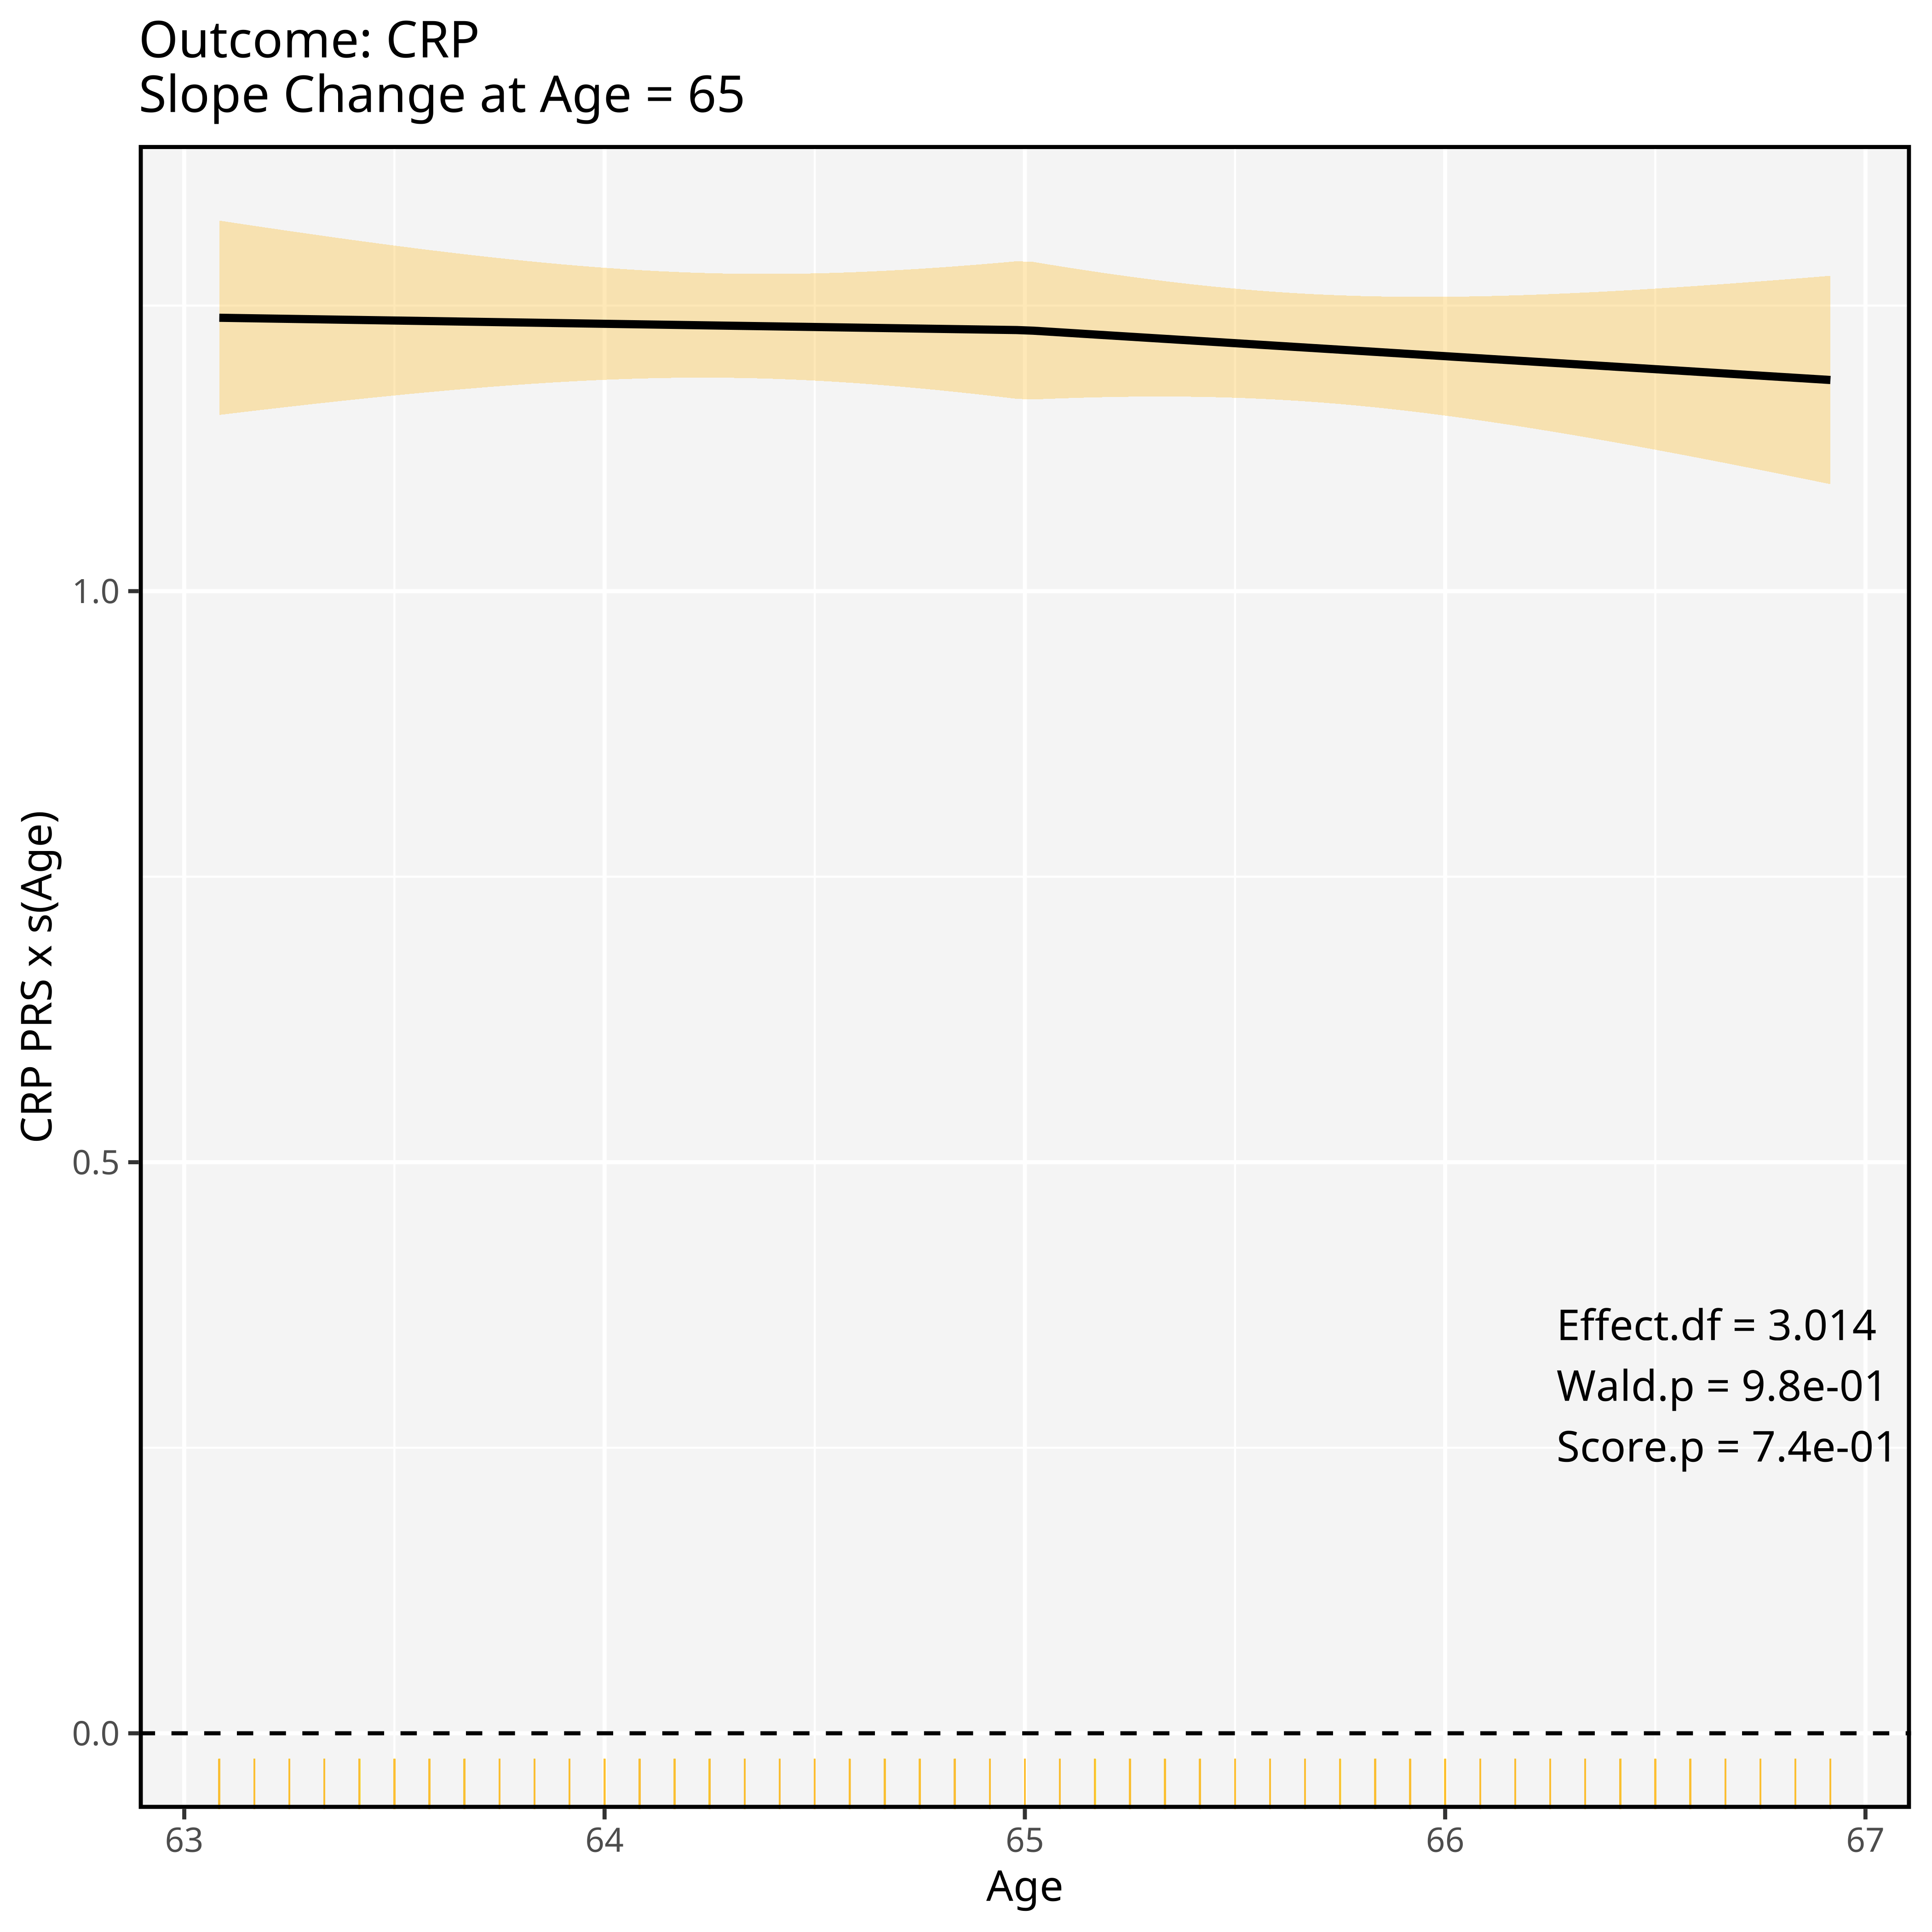 Outcome: CRP
Slope Change at Age = 65
CRP PRS x s(Age)
1.0
0.5
0.0
Effect.df = 3.014
Wald.p = 9.8e-01
Score.p = 7.4e-01
63 64 65 66 67
Age